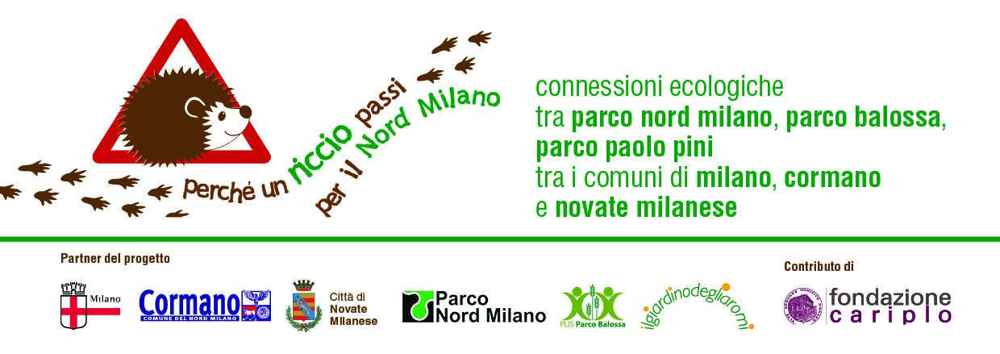 perché un riccio passi
per il Nord Milano
connessioni ecologiche
tra parco nord milano, parco balossa,
parco paolo pini
tra i comuni di milano, cormano
e novate milanese
Partner del progetto
Contributo di
Milano
Cormano
COMUNE DEL NORD MILANO
Città di
Novate
Milanese
Parco
Nord Milano
PLIS Parco Balossa
ilgiardinodegliaromi
fondazione
cariplo